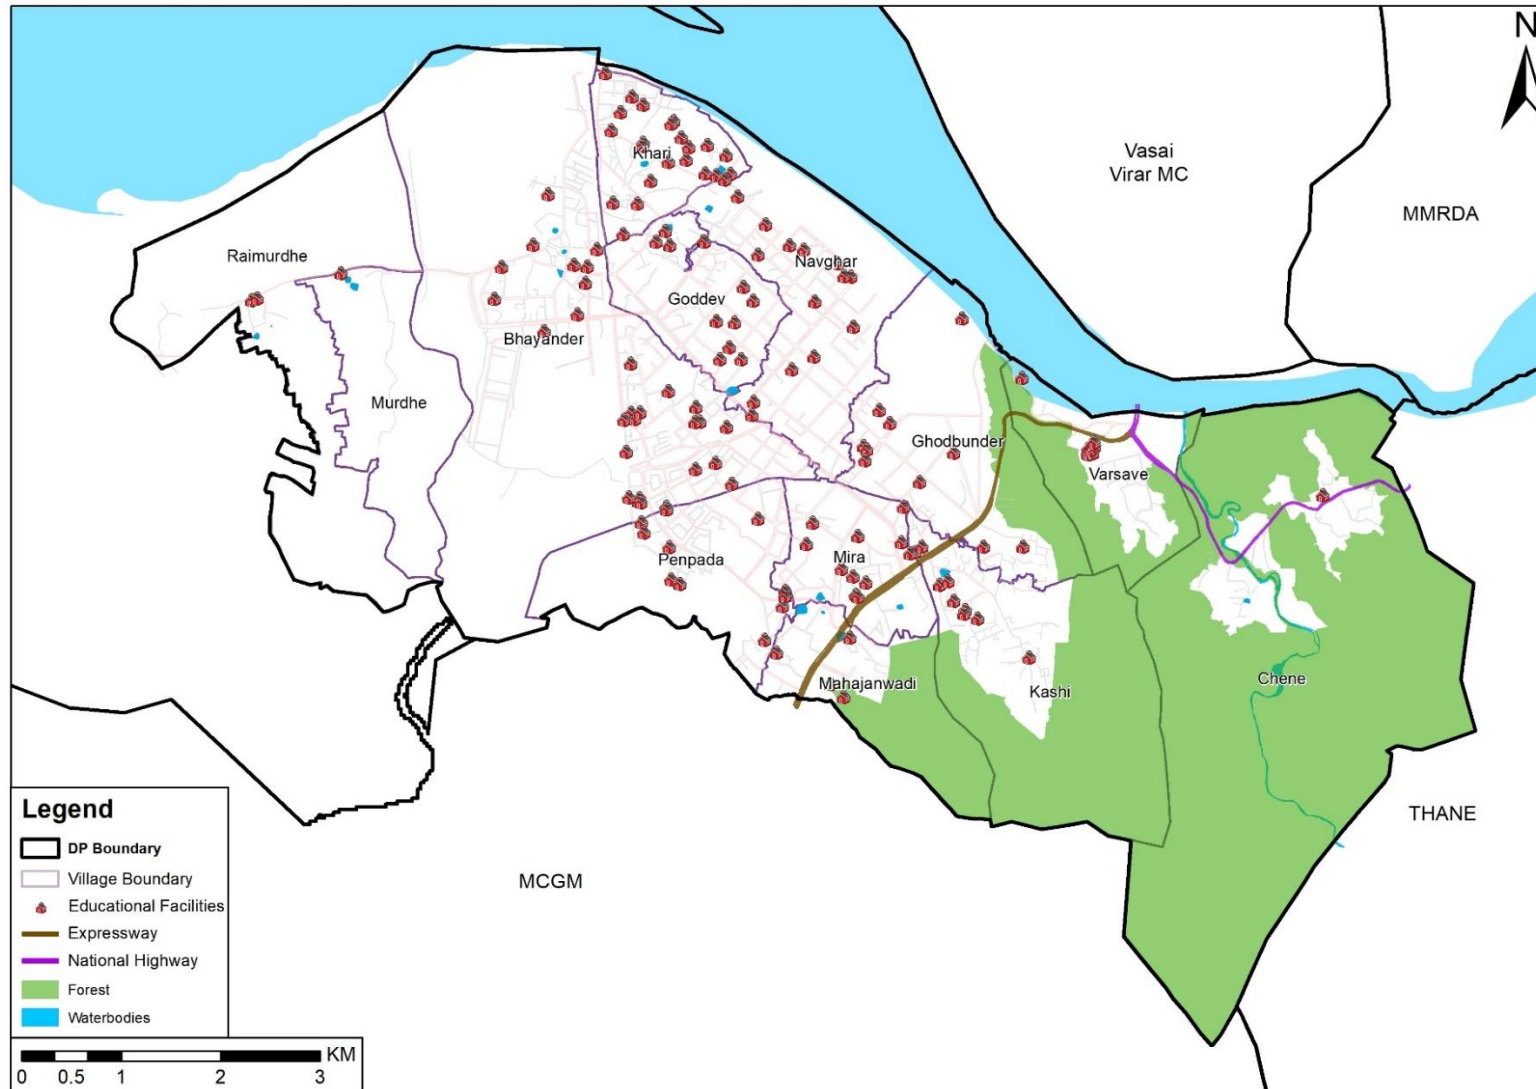 N
Vasai
Virar MC
MMRDA
Khari
Raimurdhe
Navghar
Goddev
Bhayander
Murdhe
Ghodbunder
Varsave
Penpada
Mira
Mahajanwadi
Kashi
Chene
THANE
MCGM
Legend
DP Boundary
Village Boundary
Educational Facilities
Expressway
National Highway
Forest
Waterbodies
KM
0 0.5 1 2 3